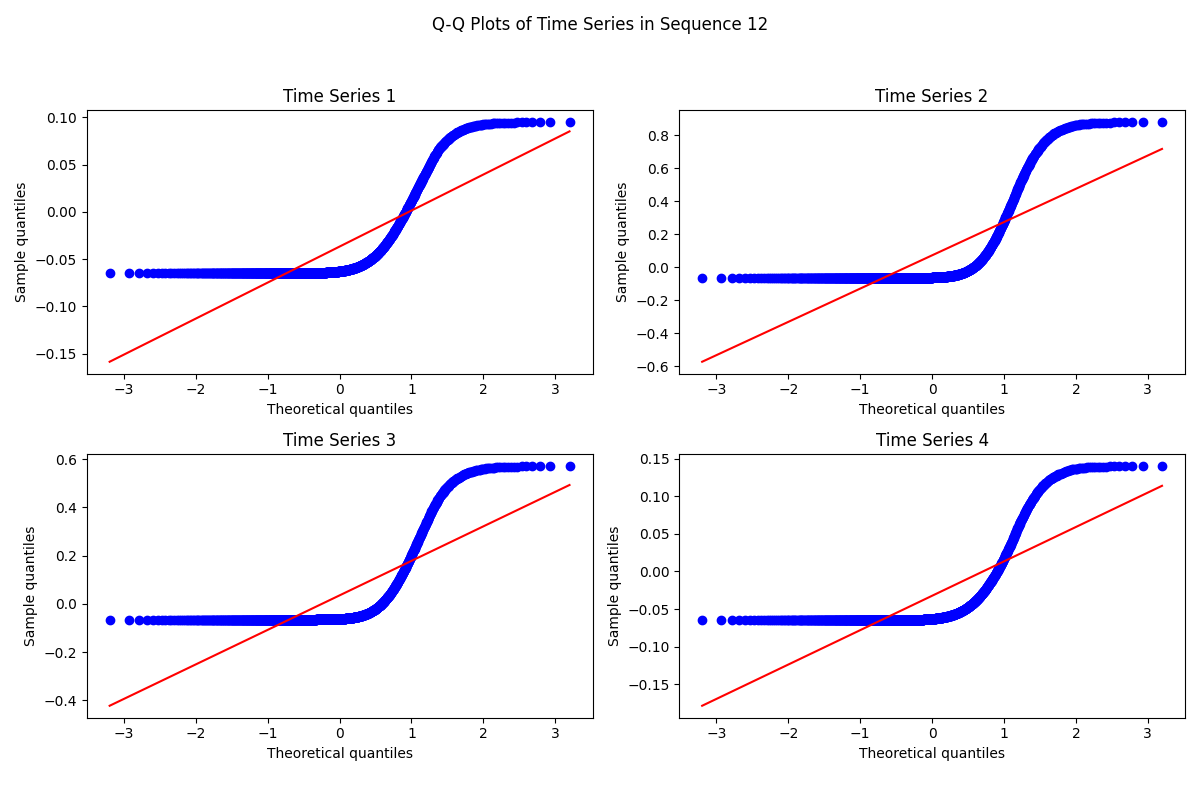 Q-Q Plots of Time Series in Sequence 12
Time Series 1
Sample quantiles
0.10
0.05
0.00
−0.05
−0.10
−0.15
−3 −2 −1 0 1 2 3
Theoretical quantiles
Time Series 2
Sample quantiles
0.8
0.6
0.4
0.2
0.0
−0.2
−0.4
−0.6
−3 −2 −1 0 1 2 3
Theoretical quantiles
Time Series 3
Sample quantiles
0.6
0.4
0.2
0.0
−0.2
−0.4
−3 −2 −1 0 1 2 3
Theoretical quantiles
Time Series 4
Sample quantiles
0.15
0.10
0.05
0.00
−0.05
−0.10
−0.15
−3 −2 −1 0 1 2 3
Theoretical quantiles